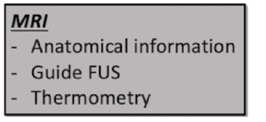 MRI
- Anatomical information
- Guide FUS
- Thermometry